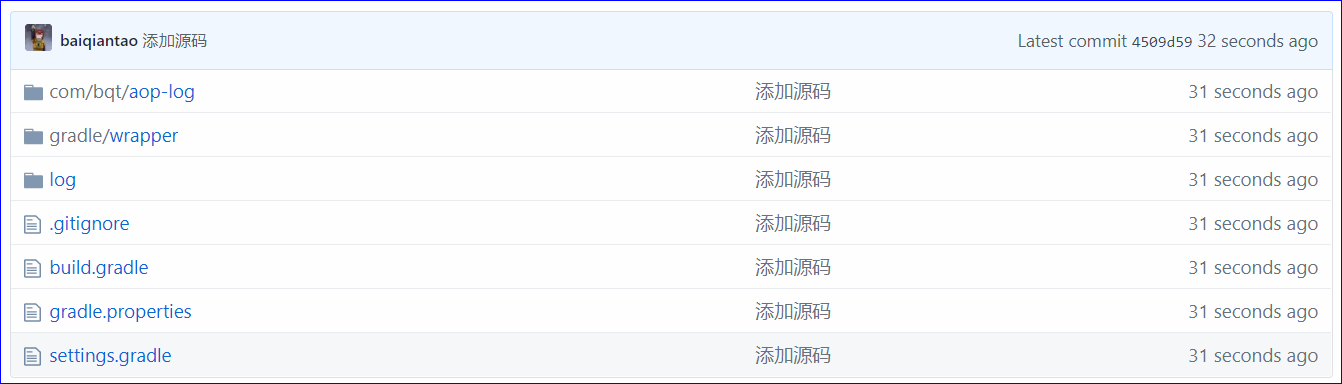 baiqiantao 添加源码 Latest commit 4509d59 32 seconds ago
com/bqt/aop-log 添加源码 31 seconds ago
gradle/wrapper 添加源码 31 seconds ago
log 添加源码 31 seconds ago
.gitignore 添加源码 31 seconds ago
build.gradle 添加源码 31 seconds ago
gradle.properties 添加源码 31 seconds ago
settings.gradle 添加源码 31 seconds ago